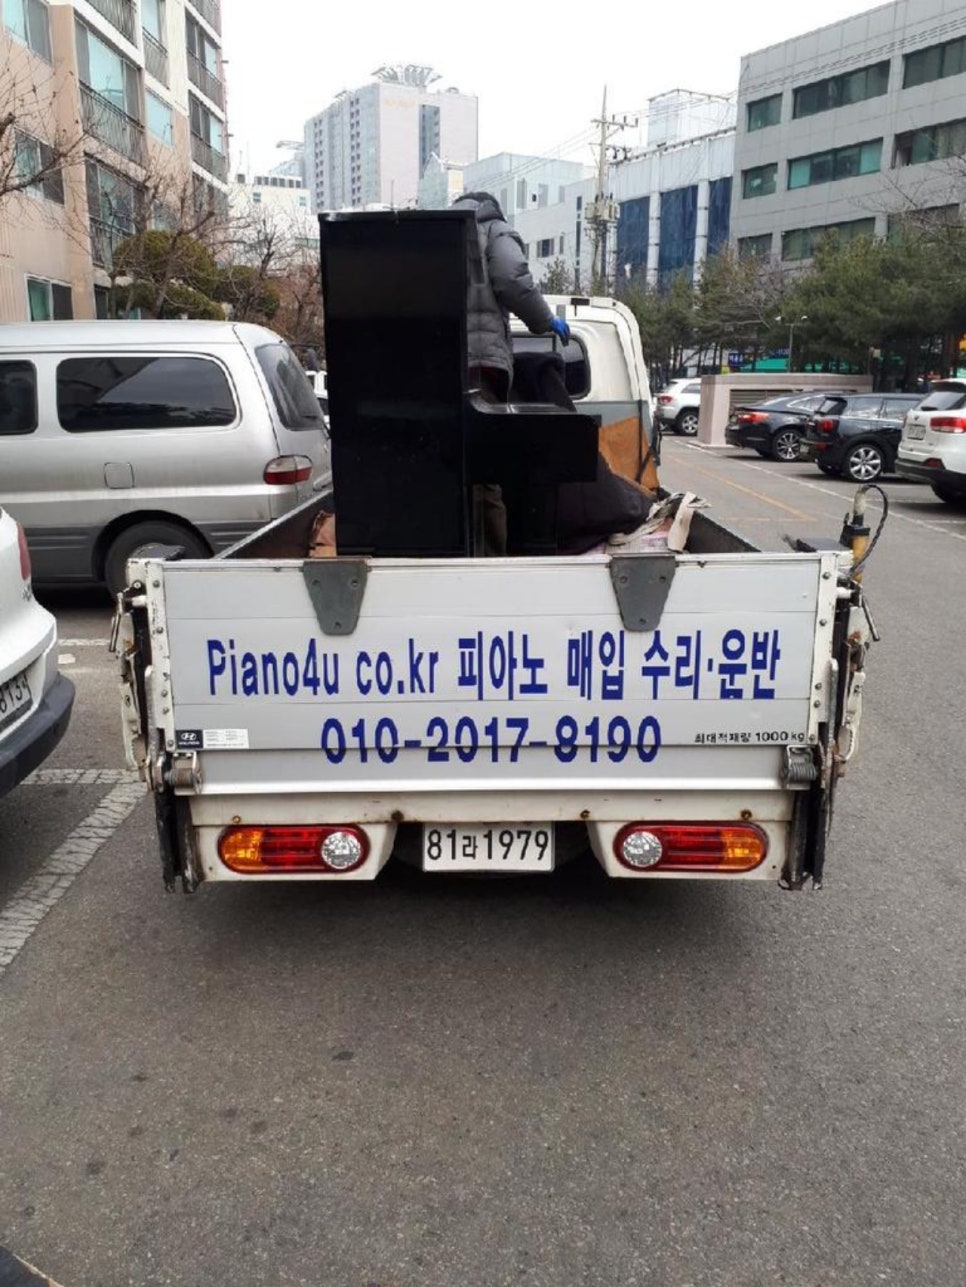 Piano4u co.kr 피아노 매입 수리·운반
010-2017-8190
최대적재량 1000kg
81라1979